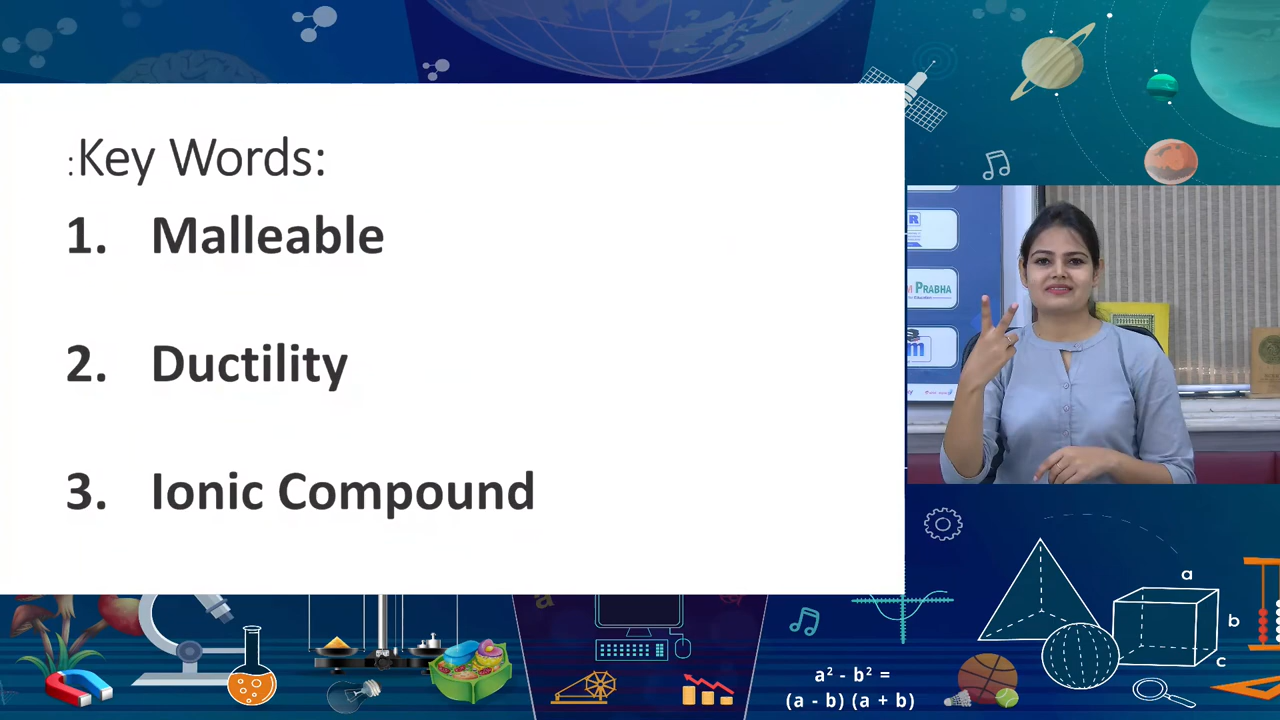 :Key Words:
1. Malleable
2. Ductility
3. Ionic Compound
R
PRABHA
a
b
c
a² - b² =
(a - b) (a + b)